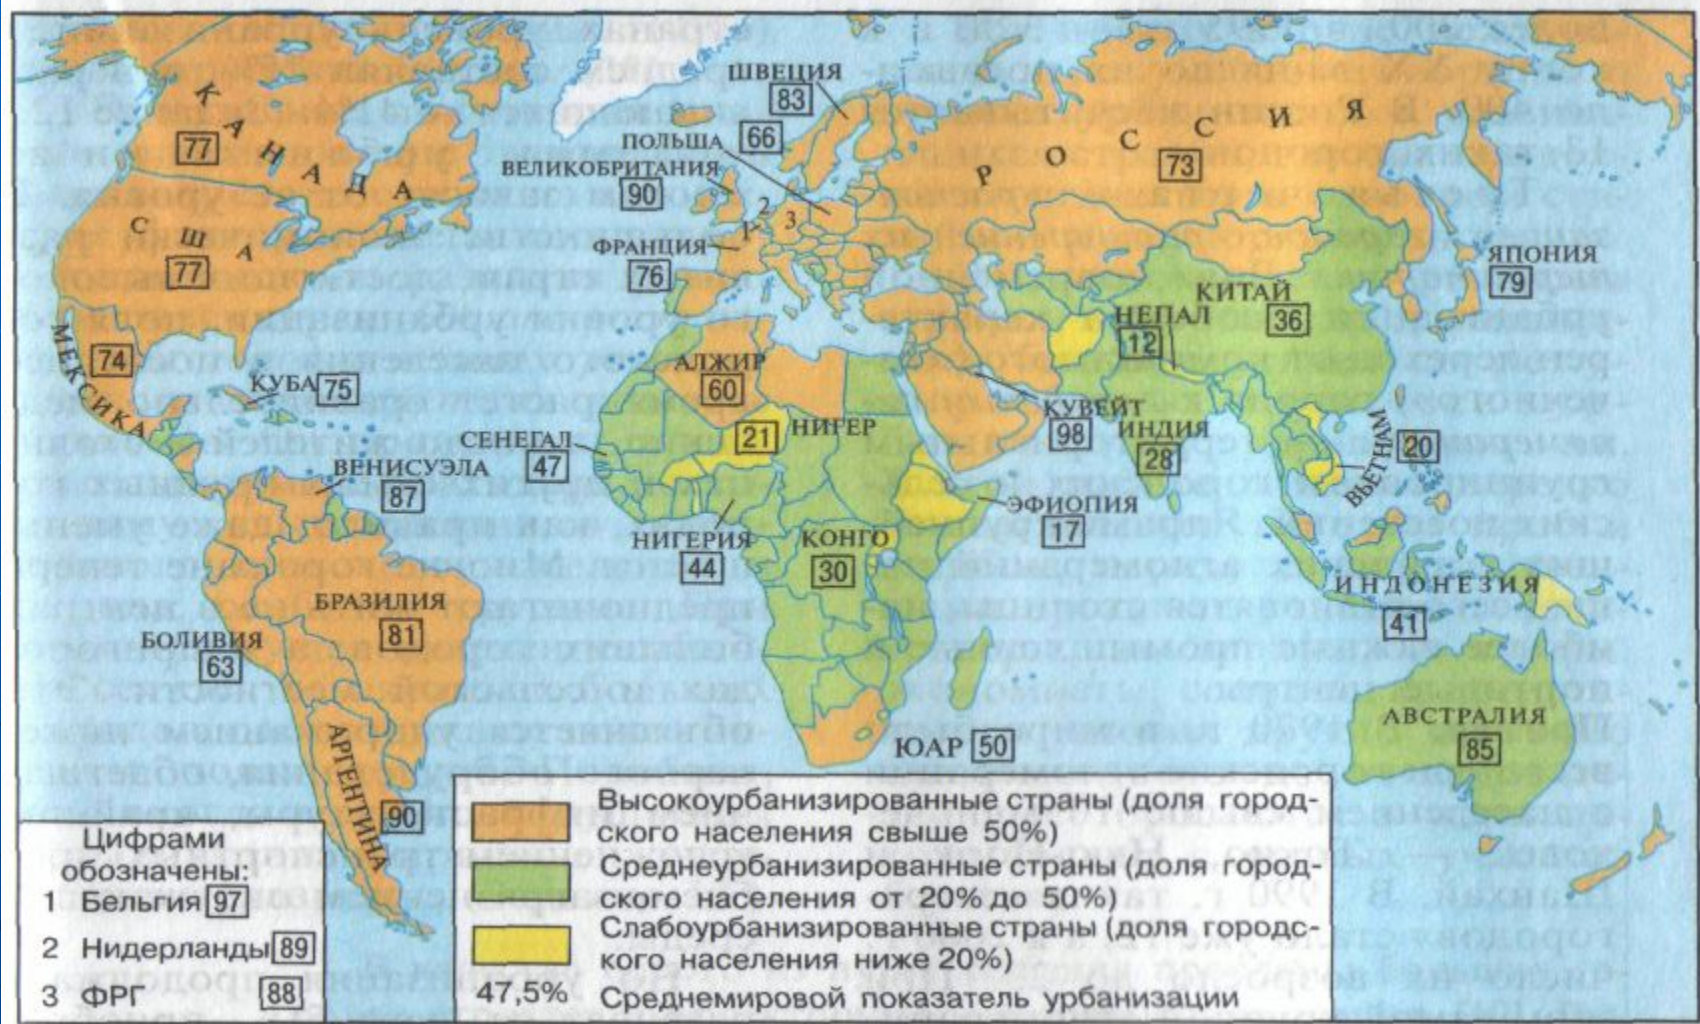 КАНАДА
77
США
77
МЕКСИКА
74
КУБА 75
ВЕНИСУЭЛА
87
БРАЗИЛИЯ
81
БОЛИВИЯ
63
АРГЕНТИНА
90
ШВЕЦИЯ
83
ПОЛЬША
66
ВЕЛИКОБРИТАНИЯ
90
ФРАНЦИЯ
76
1
2
3
РОССИЯ
73
ЯПОНИЯ
79
КИТАЙ
36
НЕПАЛ
12
АЛЖИР
60
НИГЕР
21
СЕНЕГАЛ
47
НИГЕРИЯ
44
КОНГО
30
КУВЕЙТ
98
ИНДИЯ
28
ЭФИОПИЯ
17
ВЬЕТНАМ
20
ИНДОНЕЗИЯ
41
АВСТРАЛИЯ
85
ЮАР 50
Цифрами
обозначены:
1 Бельгия 97
2 Нидерланды 89
3 ФРГ 88
Высокоурбанизированные страны (доля город-
ского населения свыше 50%)
Среднеурбанизированные страны (доля город-
ского населения от 20% до 50%)
Слабоурбанизированные страны (доля городс-
кого населения ниже 20%)
47,5% Среднемировой показатель урбанизации